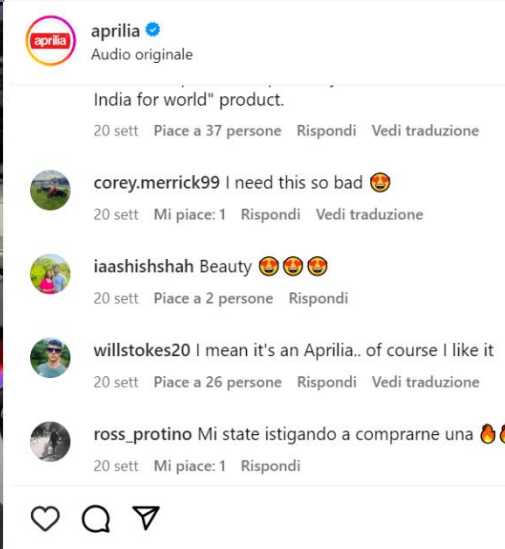 aprilia
aprilia
Audio originale
India for world" product.
20 sett Piace a 37 persone Rispondi Vedi traduzione
corey.merrick99 I need this so bad 😍
20 sett Mi piace: 1 Rispondi Vedi traduzione
iaashishshah Beauty 😍😍😍
20 sett Piace a 2 persone Rispondi
willstokes20 I mean it's an Aprilia.. of course I like it
20 sett Piace a 26 persone Rispondi Vedi traduzione
ross_protino Mi state istigando a comprarne una 🔥🔥
20 sett Mi piace: 1 Rispondi